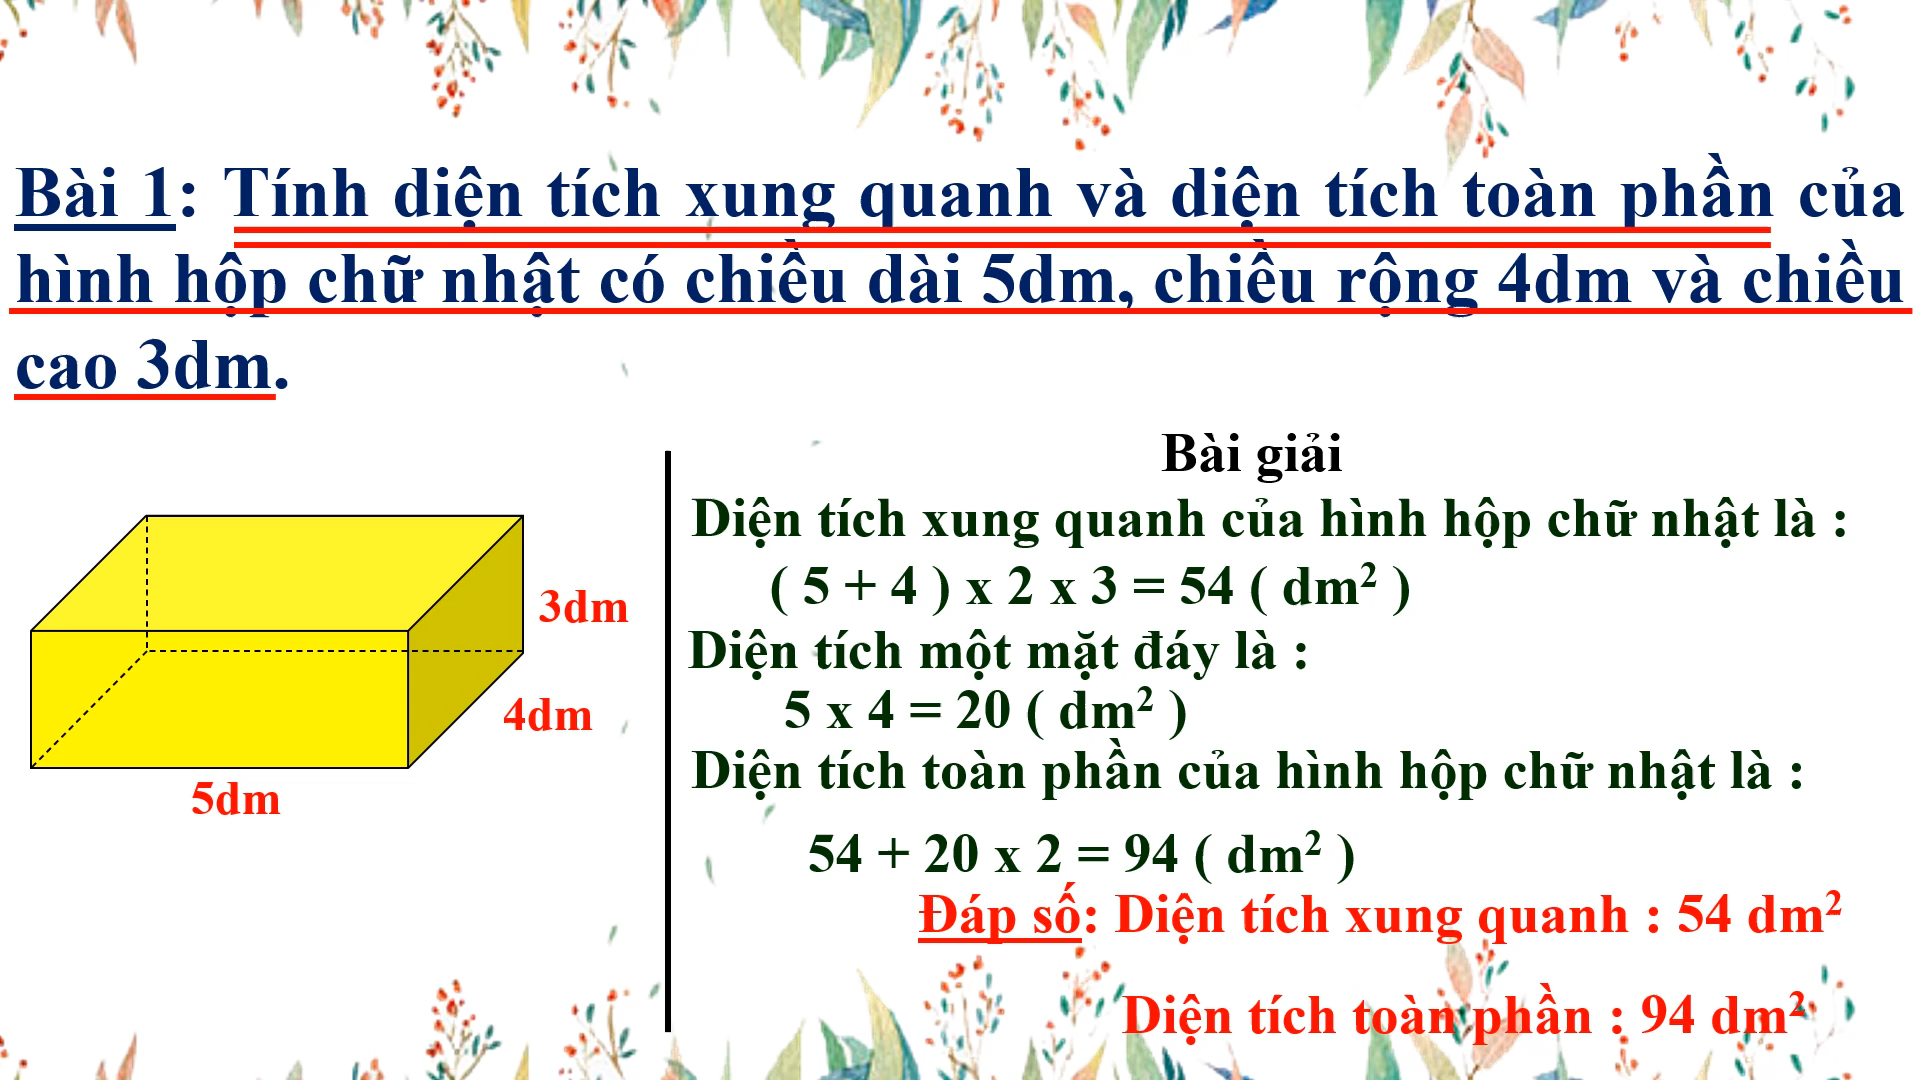 Bài 1: Tính diện tích xung quanh và diện tích toàn phần của
hình hộp chữ nhật có chiều dài 5dm, chiều rộng 4dm và chiều
cao 3dm.
3dm
4dm
5dm
Bài giải
Diện tích xung quanh của hình hộp chữ nhật là :
( 5 + 4 ) x 2 x 3 = 54 ( dm² )
Diện tích một mặt đáy là :
5 x 4 = 20 ( dm² )
Diện tích toàn phần của hình hộp chữ nhật là :
54 + 20 x 2 = 94 ( dm² )
Đáp số: Diện tích xung quanh : 54 dm²
Diện tích toàn phần : 94 dm²